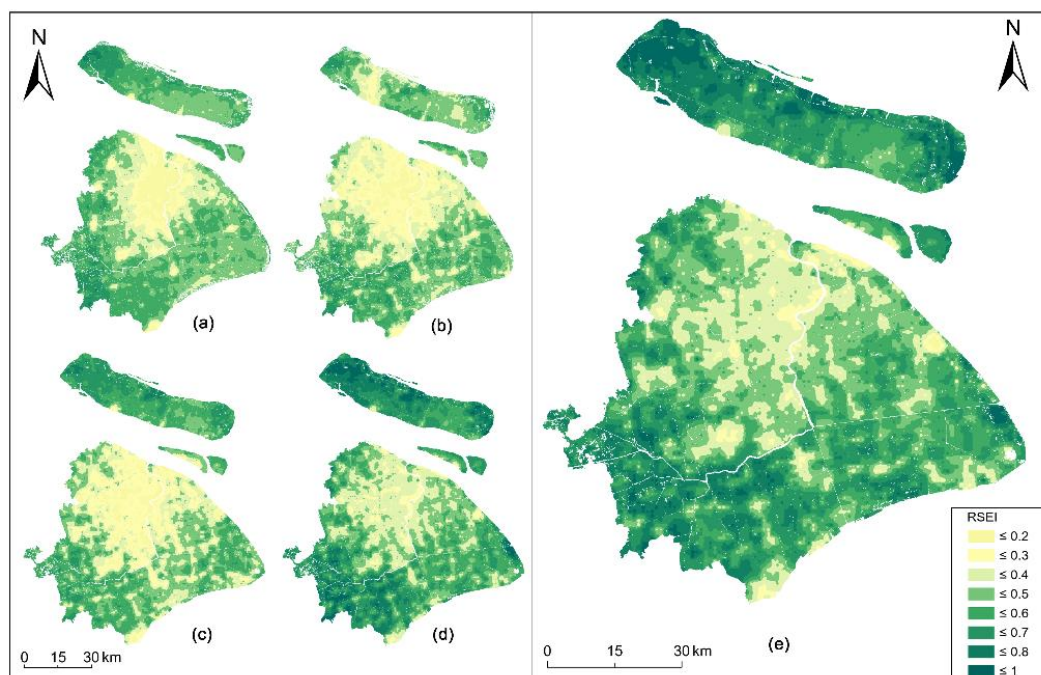 N
N
(a)
(b)
(c)
(d)
(e)
0 15 30 km
0 15 30 km
RSEI
≤ 0.2
≤ 0.3
≤ 0.4
≤ 0.5
≤ 0.6
≤ 0.7
≤ 0.8
≤ 1